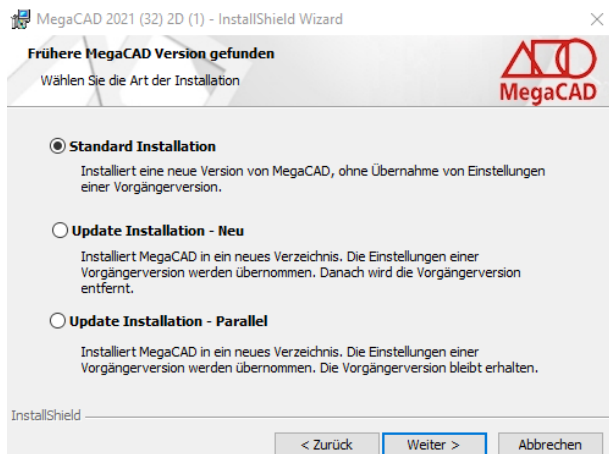 MegaCAD 2021 (32) 2D (1) - InstallShield Wizard
Frühere MegaCAD Version gefunden
Wählen Sie die Art der Installation
MegaCAD
Standard Installation
Installiert eine neue Version von MegaCAD, ohne Übernahme von Einstellungen
einer Vorgängerversion.
Update Installation - Neu
Installiert MegaCAD in ein neues Verzeichnis. Die Einstellungen einer
Vorgängerversion werden übernommen. Danach wird die Vorgängerversion
entfernt.
Update Installation - Parallel
Installiert MegaCAD in ein neues Verzeichnis. Die Einstellungen einer
Vorgängerversion werden übernommen. Die Vorgängerversion bleibt erhalten.
InstallShield
< Zurück Weiter > Abbrechen